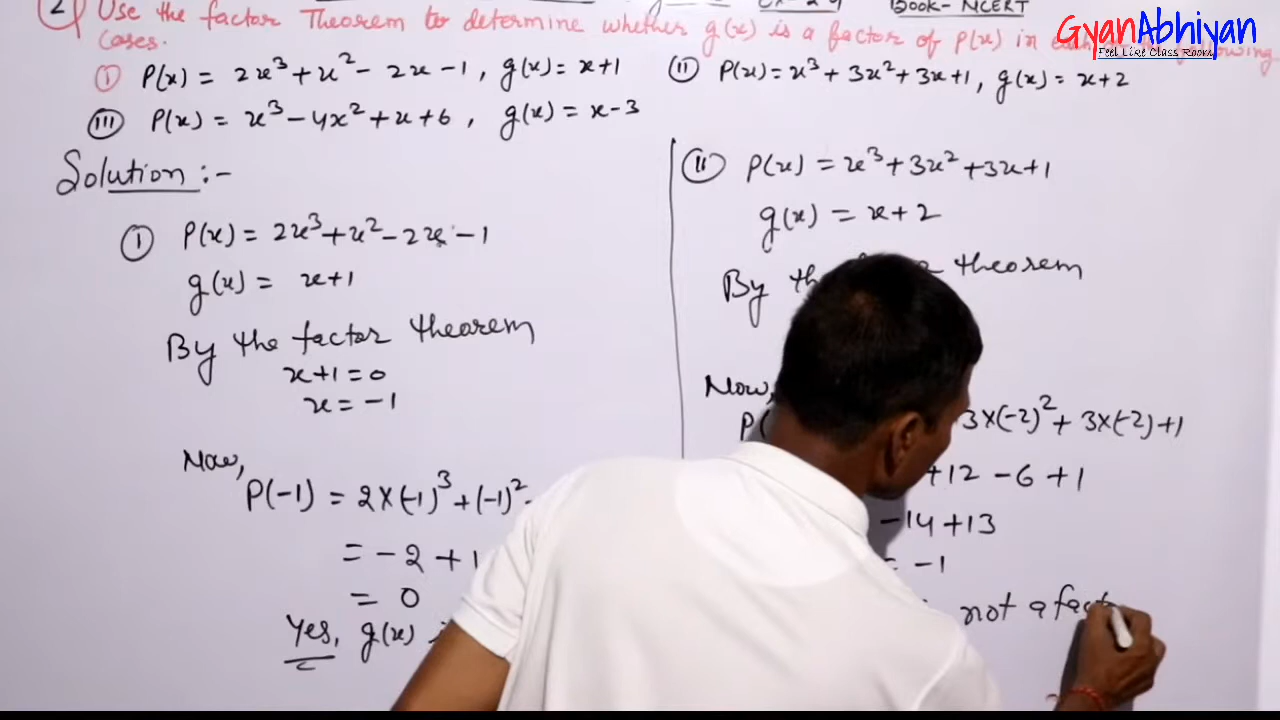 2) Use the factor Theorem to determine whether g(x) is a factor of P(x) in
Book - NCERT
GyanAbhiyan
Feel Like Class Room
Cases.
(I) P(x) = 2x³ + x² - 2x - 1 , g(x) = x+1 (II) P(x) = x³ + 3x² + 3x + 1, g(x) = x+2
(III) P(x) = x³ - 4x² + x + 6 , g(x) = x-3
Solution :-
(I) P(x) = 2x³ + x² - 2x - 1
g(x) = x+1
By the factor theorem
x+1 = 0
x = -1
Now,
P(-1) = 2×(-1)³ + (-1)²
= -2 + 1
= 0
Yes, g(x)
(II) P(x) = x³ + 3x² + 3x + 1
g(x) = x + 2
By theorem
Now,
P( 3×(-2)² + 3×(-2) + 1
+12 - 6 + 1
-14 + 13
= -1
not a fact